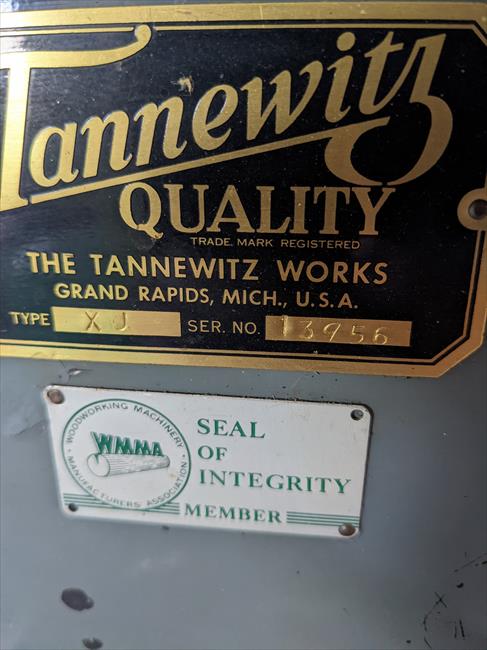 Tannewitz
QUALITY
TRADE MARK REGISTERED
THE TANNEWITZ WORKS
GRAND RAPIDS, MICH., U.S.A.
TYPE XJ SER. NO. 13956
WOODWORKING MACHINERY
WMMA
MANUFACTURERS' ASSOCIATION
SEAL
OF
INTEGRITY
MEMBER